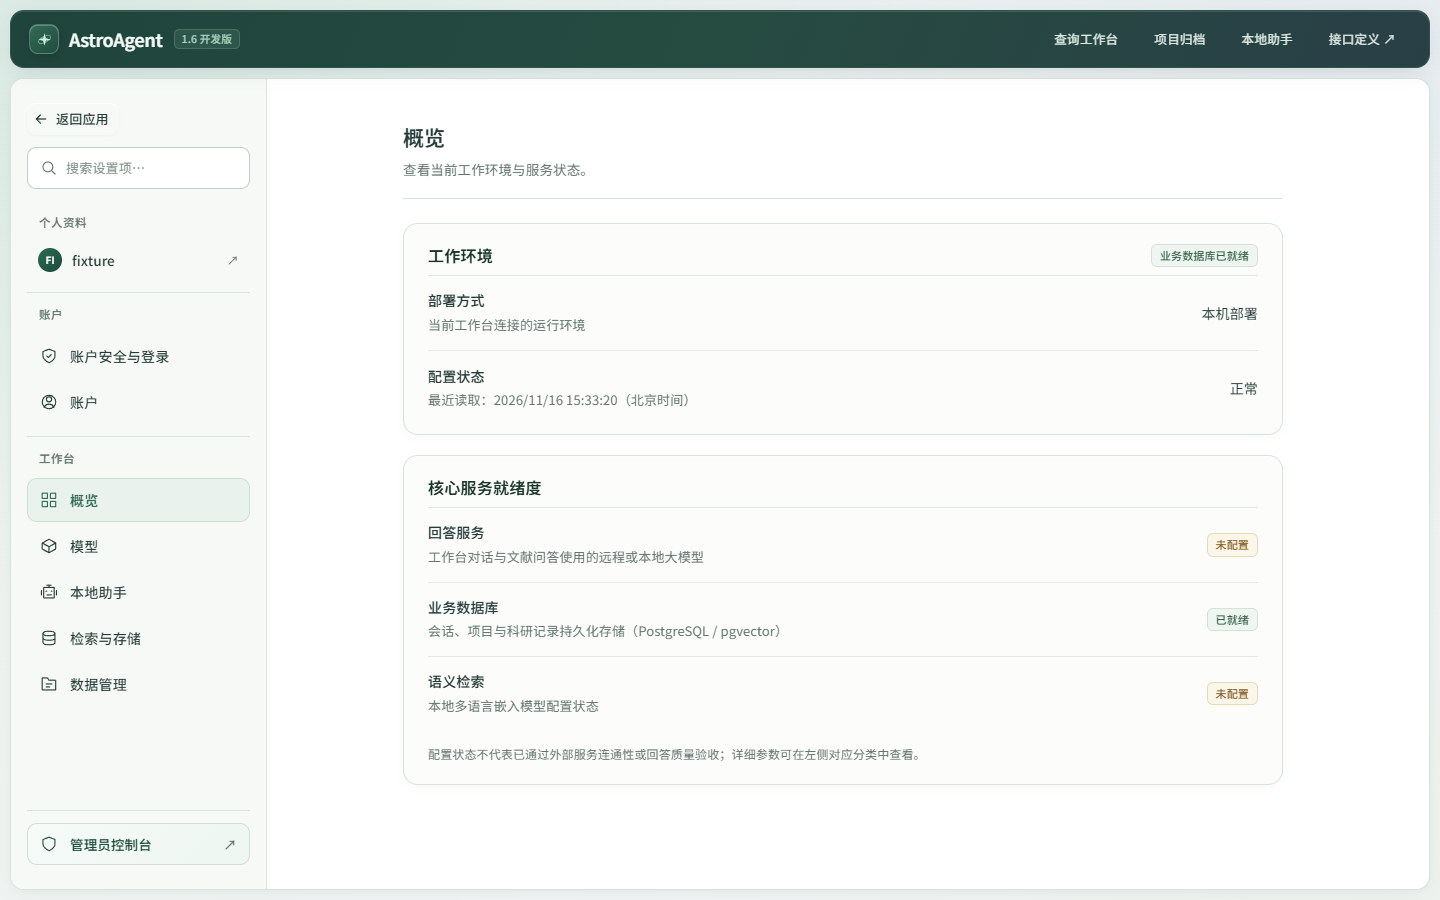 AstroAgent
1.6 开发版
查询工作台
项目归档
本地助手
接口定义 ↗
← 返回应用
搜索设置项…
个人资料
FI
fixture
↗
账户
账户安全与登录
账户
工作台
概览
模型
本地助手
检索与存储
数据管理
管理员控制台
↗
概览
查看当前工作环境与服务状态。
工作环境
业务数据库已就绪
部署方式
当前工作台连接的运行环境
本机部署
配置状态
最近读取：2026/11/16 15:33:20（北京时间）
正常
核心服务就绪度
回答服务
工作台对话与文献问答使用的远程或本地大模型
未配置
业务数据库
会话、项目与科研记录持久化存储（PostgreSQL / pgvector）
已就绪
语义检索
本地多语言嵌入模型配置状态
未配置
配置状态不代表已通过外部服务连通性或回答质量验收；详细参数可在左侧对应分类中查看。